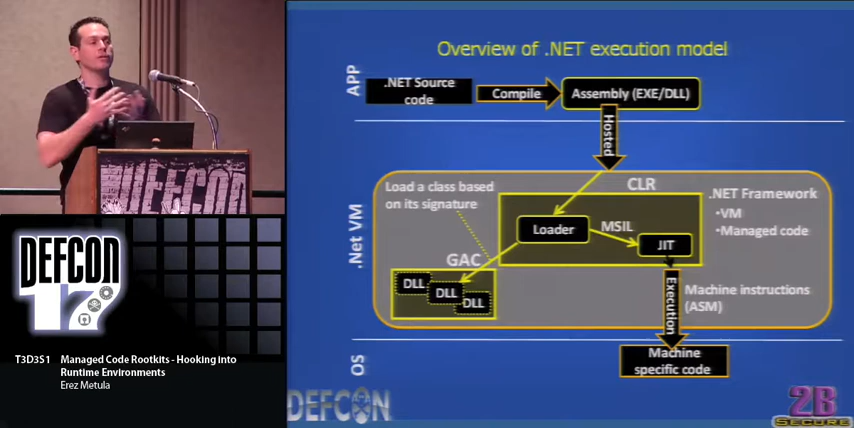 DEFCON
DEFCON
17
T3D3S1
Managed Code Rootkits - Hooking into
Runtime Environments
Erez Metula
Overview of .NET execution model
APP
.NET Source
code
Compile
Assembly (EXE/DLL)
Hosted
.Net VM
CLR
Load a class based
on its signature
Loader
MSIL
JIT
GAC
DLL
DLL
DLL
.NET Framework
•VM
•Managed code
Execution
Machine instructions
(ASM)
OS
Machine
specific code
DEFCON
2B
SECURE